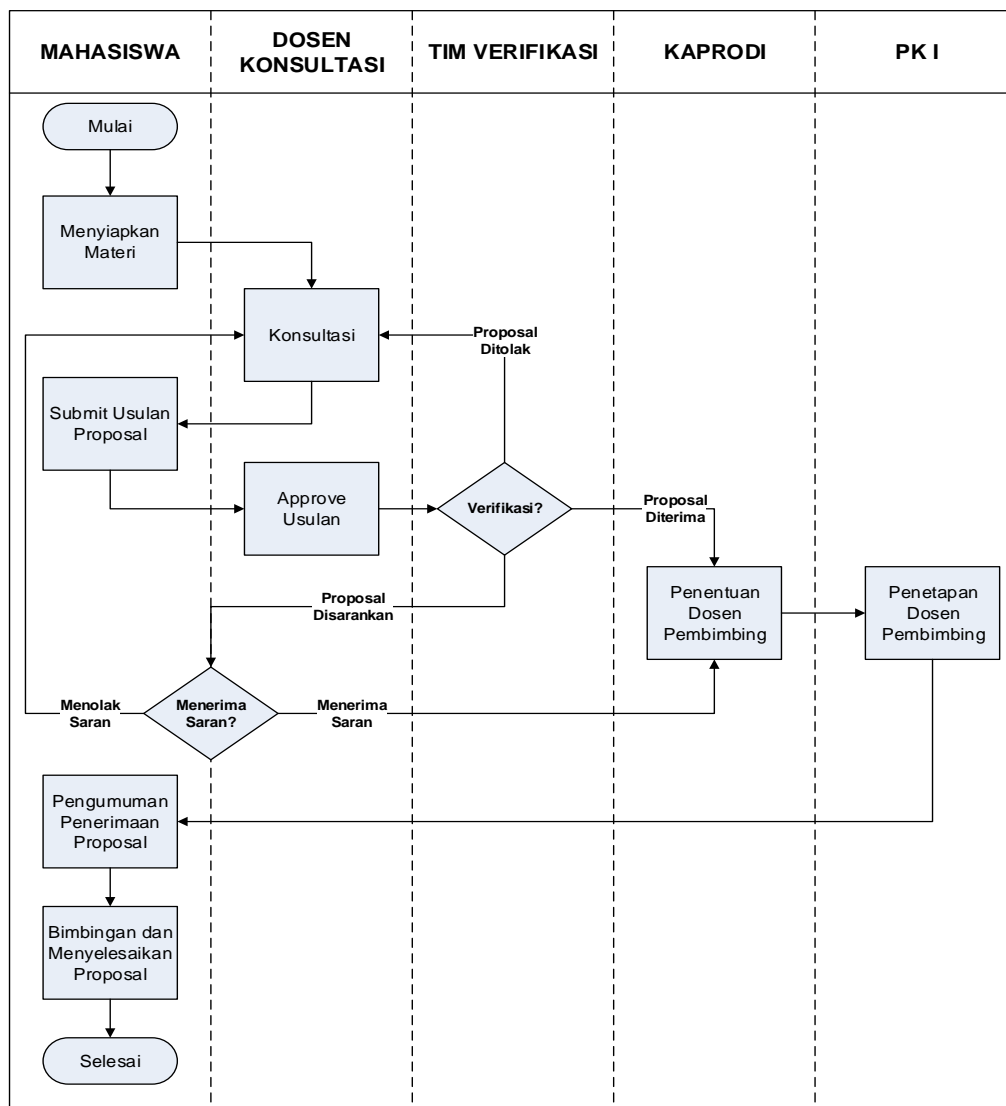 MAHASISWA
DOSEN
KONSULTASI
TIM VERIFIKASI
KAPRODI
PK I
Mulai
Menyiapkan
Materi
Konsultasi
Proposal
Ditolak
Submit Usulan
Proposal
Approve
Usulan
Verifikasi?
Proposal
Diterima
Proposal
Disarankan
Penentuan
Dosen
Pembimbing
Penetapan
Dosen
Pembimbing
Menolak
Saran
Menerima
Saran?
Menerima
Saran
Pengumuman
Penerimaan
Proposal
Bimbingan dan
Menyelesaikan
Proposal
Selesai